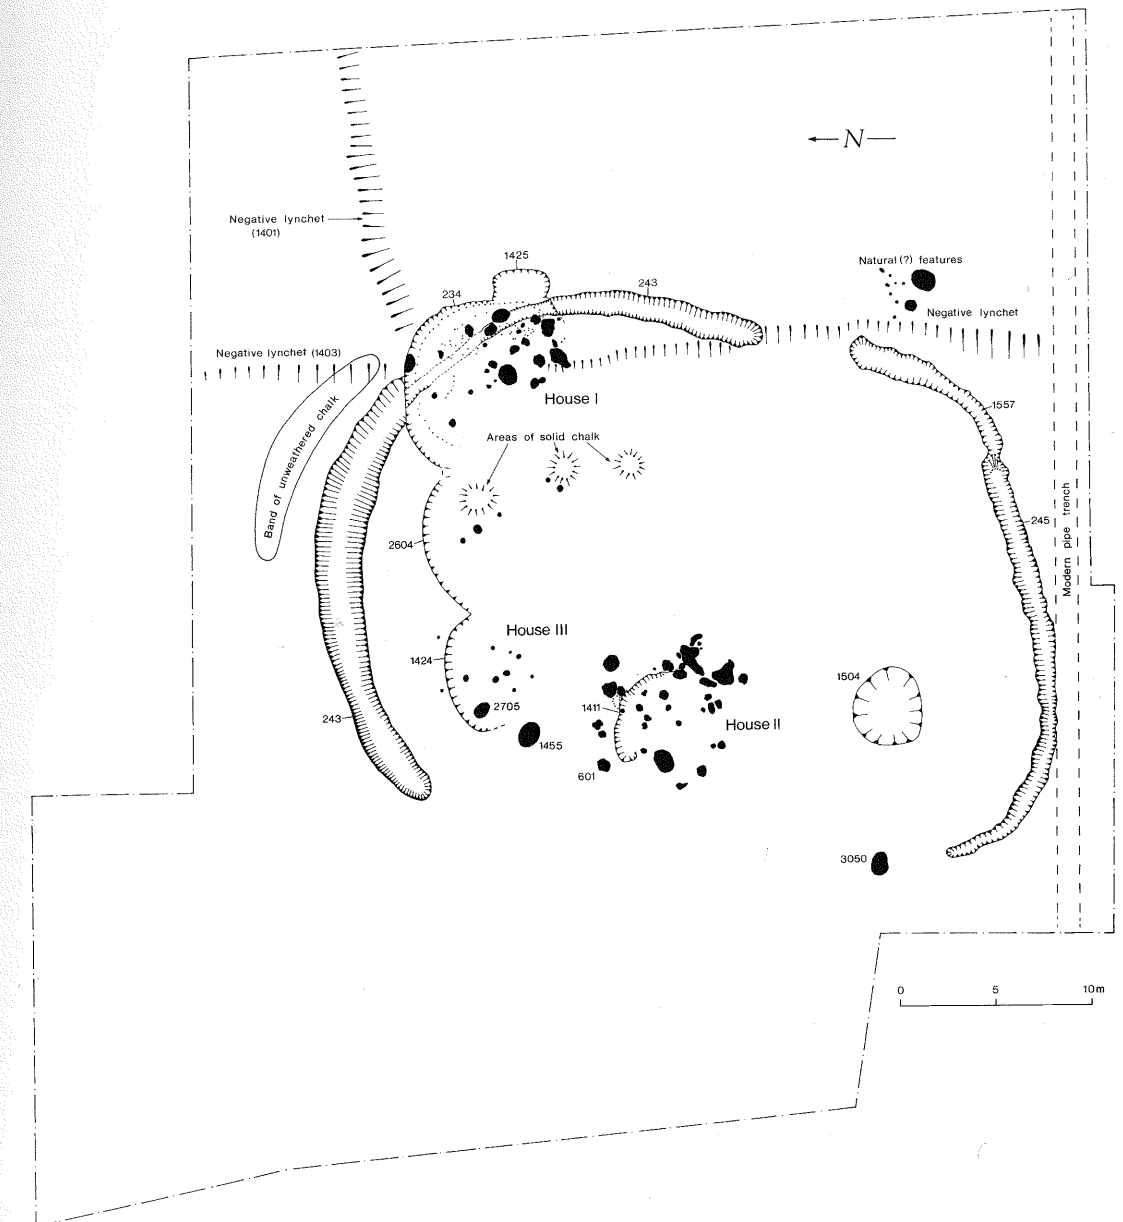 N
Negative lynchet
(1401)
1425
Natural (?) features
234
243
Negative lynchet
Negative lynchet (1403)
Band of unweathered chalk
House I
1557
Areas of solid chalk
Modern pipe trench
245
2604
House III
1424
1504
2705
1411
243
House II
1455
601
3050
0 5 10m